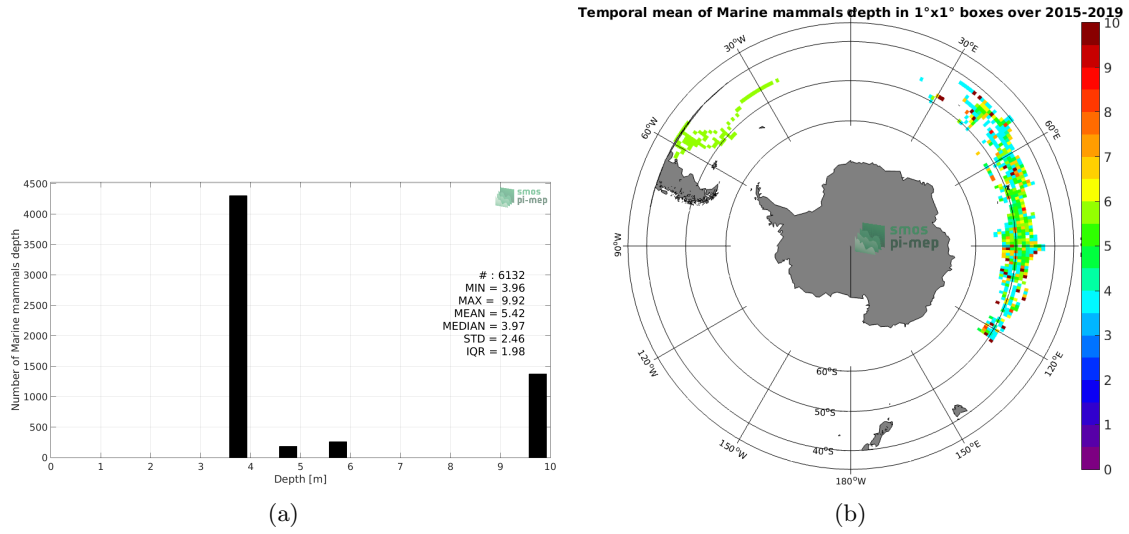 Temporal mean of Marine mammals depth in 1°x1° boxes over 2015-2019
4500
4000
3500
3000
2500
2000
1500
1000
500
0
Number of Marine mammals depth
smos
pi-mep
# : 6132
MIN = 3.96
MAX = 9.92
MEAN = 5.42
MEDIAN = 3.97
STD = 2.46
IQR = 1.98
0 1 2 3 4 5 6 7 8 9 10
Depth [m]
(a)
0°
30°W
30°E
60°W
60°E
90°W
120°W
120°E
150°W
150°E
180°W
60°S
50°S
40°S
smos
pi-mep
10
9
8
7
6
5
4
3
2
1
0
(b)